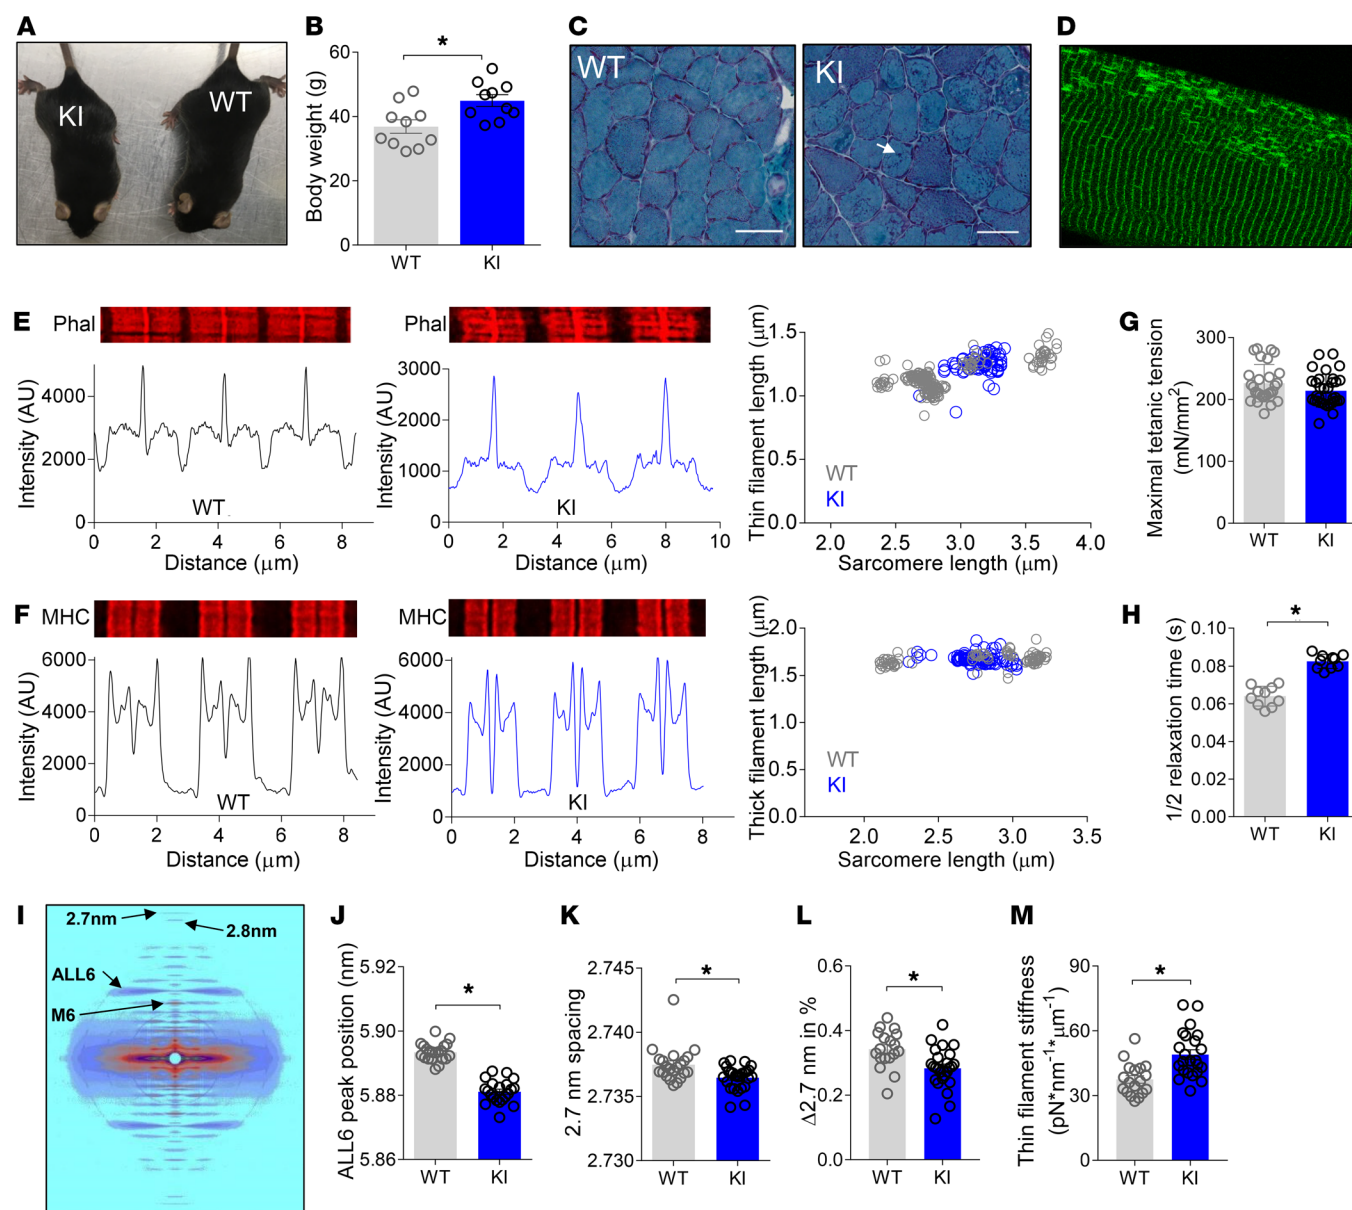 A
KI
WT
B
*
Body weight (g)
60
40
20
0
WT
KI
C
WT
KI
D
E
Phal
Intensity (AU)
4000
2000
0
WT
0 2 4 6 8
Distance (μm)
Phal
Intensity (AU)
3000
2000
1000
0
KI
0 2 4 6 8 10
Distance (μm)
Thin filament length (μm)
1.5
1.0
0.5
0.0
WT
KI
2.0 2.5 3.0 3.5 4.0
Sarcomere length (μm)
G
Maximal tetanic tension
(mN/mm²)
300
200
100
0
WT KI
F
MHC
Intensity (AU)
6000
4000
2000
0
WT
0 2 4 6 8
Distance (μm)
MHC
Intensity (AU)
6000
4000
2000
0
KI
0 2 4 6 8
Distance (μm)
Thick filament length (μm)
2.0
1.5
1.0
0.5
0.0
WT
KI
2.0 2.5 3.0 3.5
Sarcomere length (μm)
H
*
1/2 relaxation time (s)
0.10
0.08
0.06
0.04
0.02
0.00
WT KI
I
2.7nm
2.8nm
ALL6
M6
J
*
ALL6 peak position (nm)
5.92
5.90
5.88
5.86
WT KI
K
*
2.7 nm spacing
2.745
2.740
2.735
2.730
WT KI
L
*
Δ2.7 nm in %
0.6
0.4
0.2
0.0
WT KI
M
*
Thin filament stiffness
(pN*nm⁻¹*μm⁻¹)
90
60
30
0
WT KI